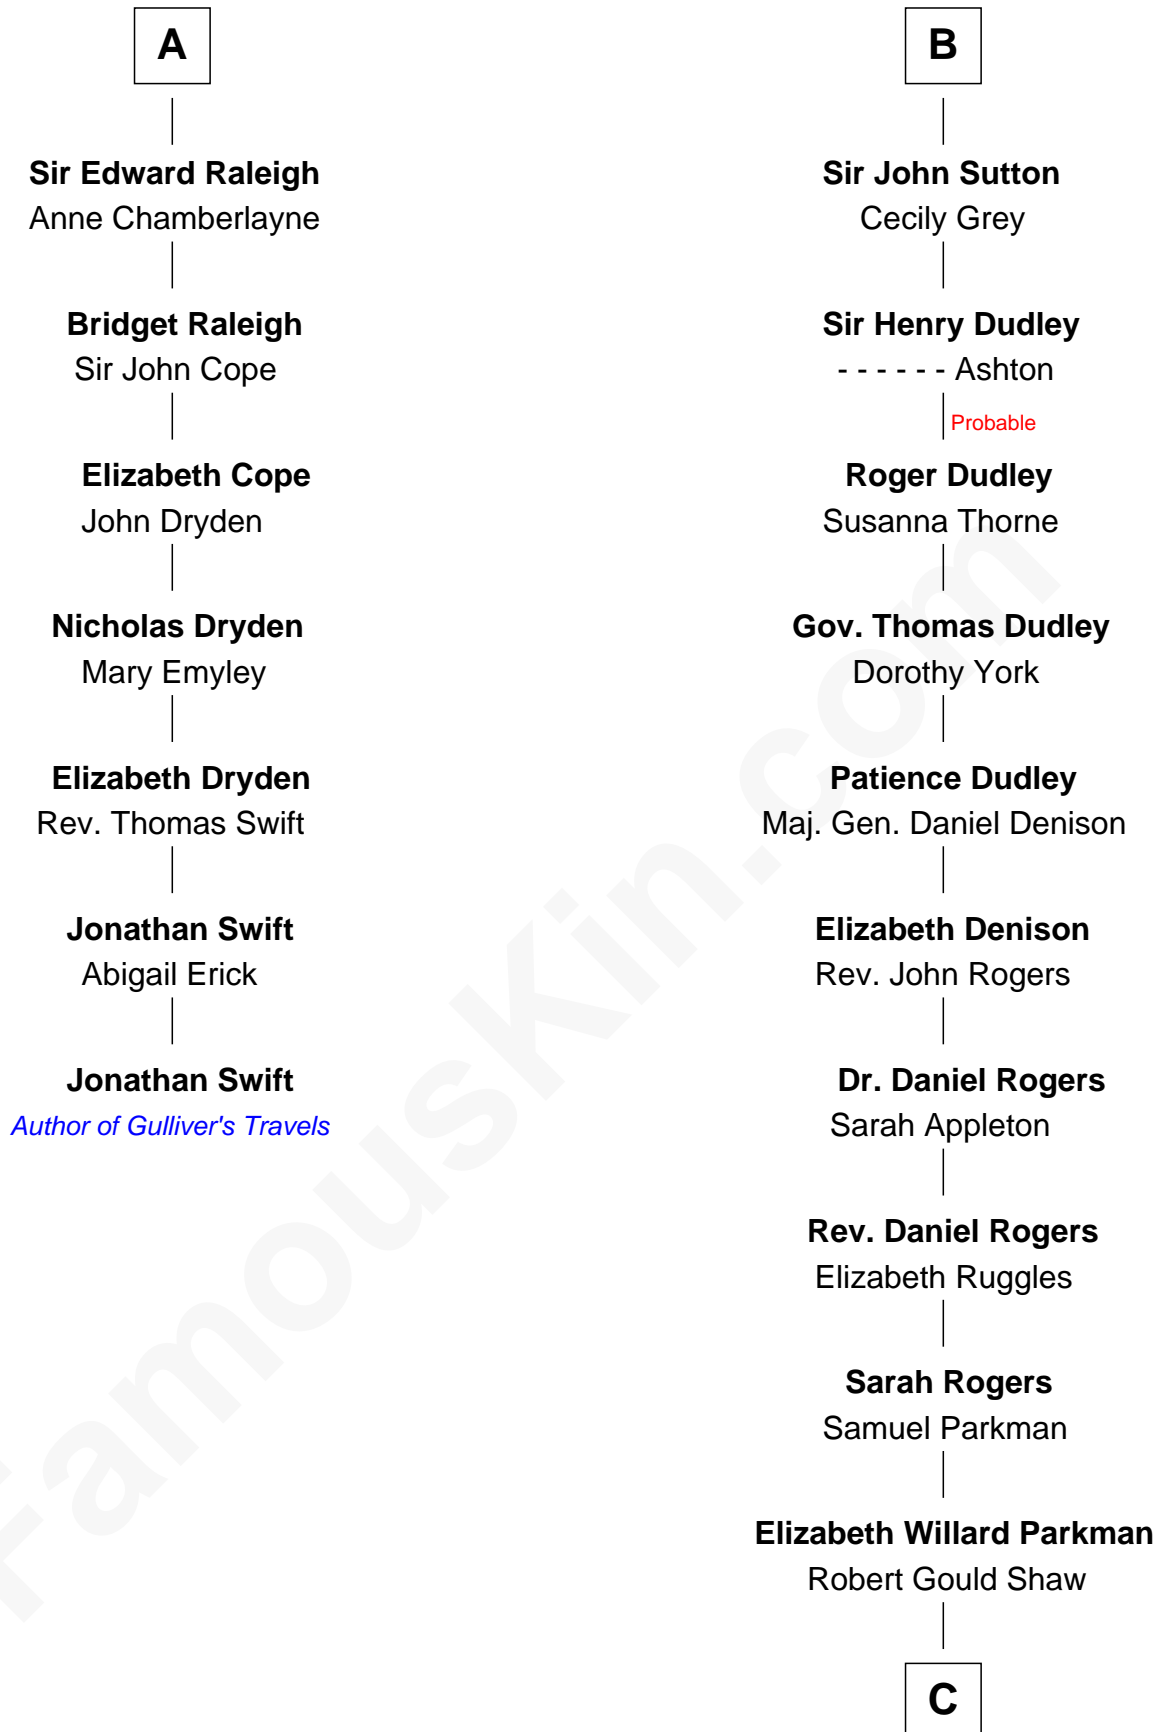 A
Sir Edward Raleigh
Anne Chamberlayne
Bridget Raleigh
Sir John Cope
Elizabeth Cope
John Dryden
Nicholas Dryden
Mary Emyley
Elizabeth Dryden
Rev. Thomas Swift
Jonathan Swift
Abigail Erick
Jonathan Swift
Author of Gulliver's Travels
B
Sir John Sutton
Cecily Grey
Sir Henry Dudley
- - - - - - Ashton
Probable
Roger Dudley
Susanna Thorne
Gov. Thomas Dudley
Dorothy York
Patience Dudley
Maj. Gen. Daniel Denison
Elizabeth Denison
Rev. John Rogers
Dr. Daniel Rogers
Sarah Appleton
Rev. Daniel Rogers
Elizabeth Ruggles
Sarah Rogers
Samuel Parkman
Elizabeth Willard Parkman
Robert Gould Shaw
C
FamousKin.com